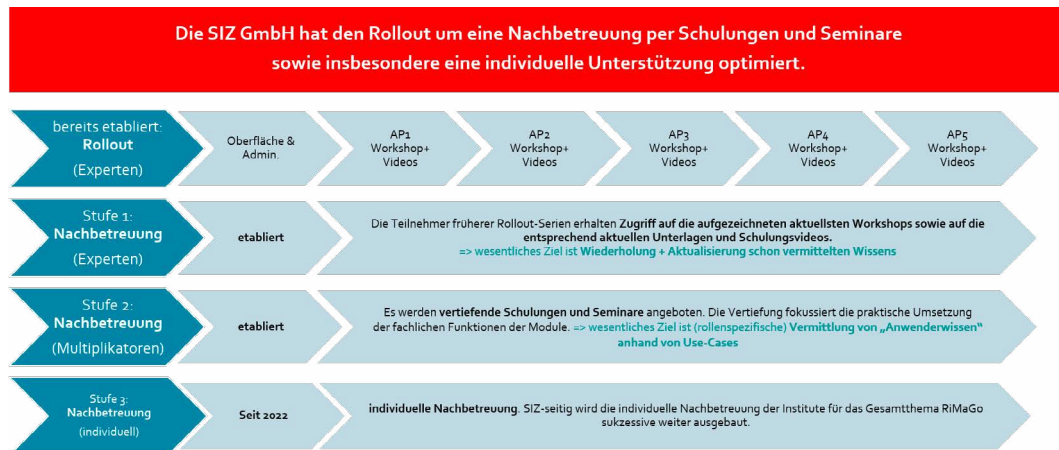 Die SIZ GmbH hat den Rollout um eine Nachbetreuung per Schulungen und Seminare
sowie insbesondere eine individuelle Unterstützung optimiert.
bereits etabliert:
Rollout
(Experten)
Oberfläche &
Admin.
AP1
Workshop+
Videos
AP2
Workshop+
Videos
AP3
Workshop+
Videos
AP4
Workshop+
Videos
AP5
Workshop+
Videos
Stufe 1:
Nachbetreuung
(Experten)
etabliert
Die Teilnehmer früherer Rollout-Serien erhalten Zugriff auf die aufgezeichneten aktuellsten Workshops sowie auf die
entsprechend aktuellen Unterlagen und Schulungsvideos.
=> wesentliches Ziel ist Wiederholung + Aktualisierung schon vermittelten Wissens
Stufe 2:
Nachbetreuung
(Multiplikatoren)
etabliert
Es werden vertiefende Schulungen und Seminare angeboten. Die Vertiefung fokussiert die praktische Umsetzung
der fachlichen Funktionen der Module. => wesentliches Ziel ist (rollenspezifische) Vermittlung von „Anwenderwissen“
anhand von Use-Cases
Stufe 3:
Nachbetreuung
(individuell)
Seit 2022
individuelle Nachbetreuung. SIZ-seitig wird die individuelle Nachbetreuung der Institute für das Gesamtthema RiMaGo
sukzessive weiter ausgebaut.